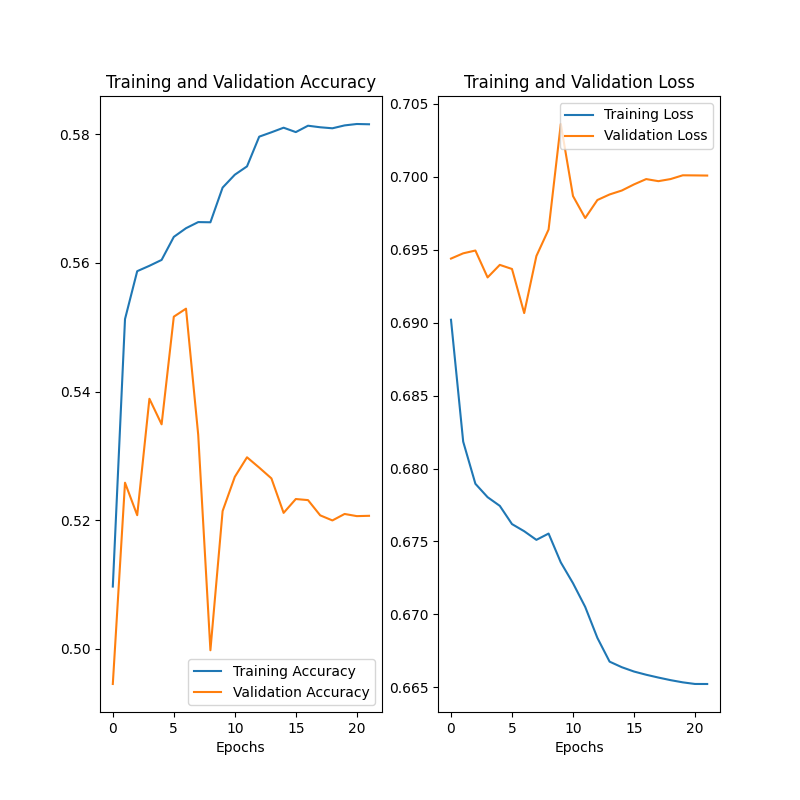 Training and Validation Accuracy
0.58
0.56
0.54
0.52
0.50
Training Accuracy
Validation Accuracy
0 5 10 15 20
Epochs
Training and Validation Loss
0.705
0.700
0.695
0.690
0.685
0.680
0.675
0.670
0.665
Training Loss
Validation Loss
0 5 10 15 20
Epochs